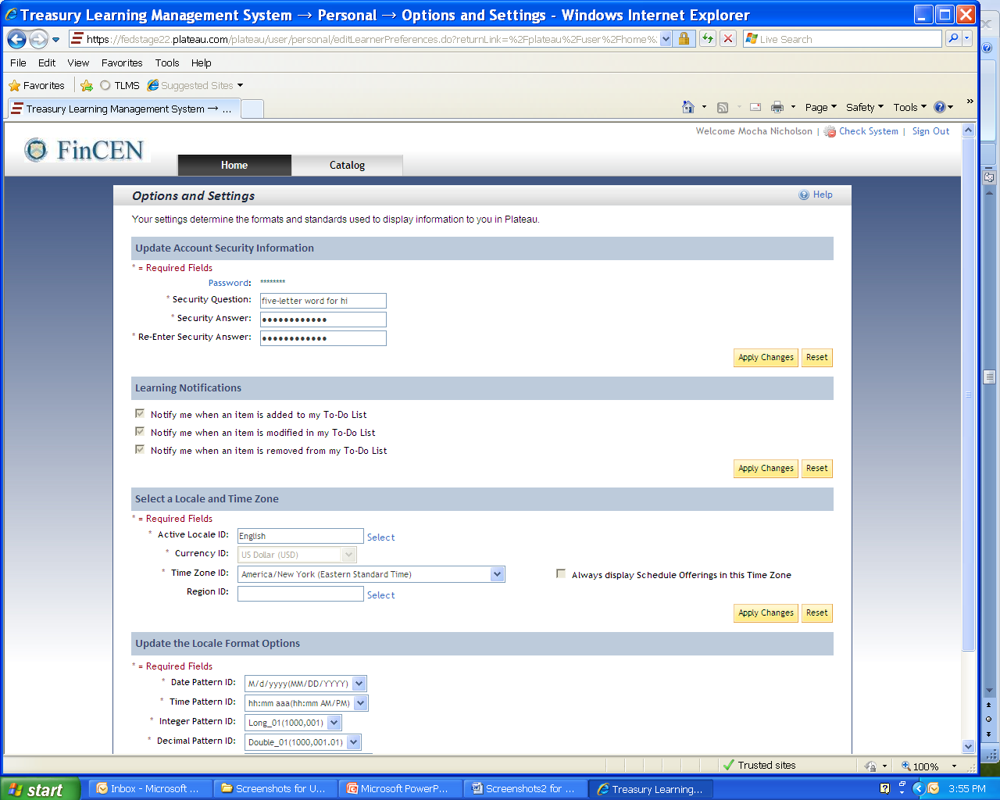 Treasury Learning Management System → Personal → Options and Settings - Windows Internet Explorer
https://fedstage22.plateau.com/plateau/user/personal/editLearnerPreferences.do?returnLink=%2Fplateau%2Fuser%2Fhome%
Live Search
File Edit View Favorites Tools Help
Favorites TLMS Suggested Sites
Treasury Learning Management System → ...
Page Safety Tools »
Welcome Mocha Nicholson | Check System | Sign Out
FinCEN
Home Catalog
Options and Settings
Help
Your settings determine the formats and standards used to display information to you in Plateau.
Update Account Security Information
* = Required Fields
Password: ********
* Security Question: five-letter word for hi
* Security Answer: ●●●●●●●●●●●●
* Re-Enter Security Answer: ●●●●●●●●●●●●
Apply Changes Reset
Learning Notifications
Notify me when an item is added to my To-Do List
Notify me when an item is modified in my To-Do List
Notify me when an item is removed from my To-Do List
Apply Changes Reset
Select a Locale and Time Zone
* = Required Fields
* Active Locale ID: English Select
* Currency ID: US Dollar (USD)
* Time Zone ID: America/New York (Eastern Standard Time) Always display Schedule Offerings in this Time Zone
Region ID: Select
Apply Changes Reset
Update the Locale Format Options
* = Required Fields
* Date Pattern ID: M/d/yyyy(MM/DD/YYYY)
* Time Pattern ID: hh:mm aaa(hh:mm AM/PM)
* Integer Pattern ID: Long_01(1000,001)
* Decimal Pattern ID: Double_01(1000,001.01)
Trusted sites
100%
start
Inbox - Microsoft ...
Screenshots for U...
Microsoft PowerP...
Screenshots2 for ...
Treasury Learning...
3:55 PM